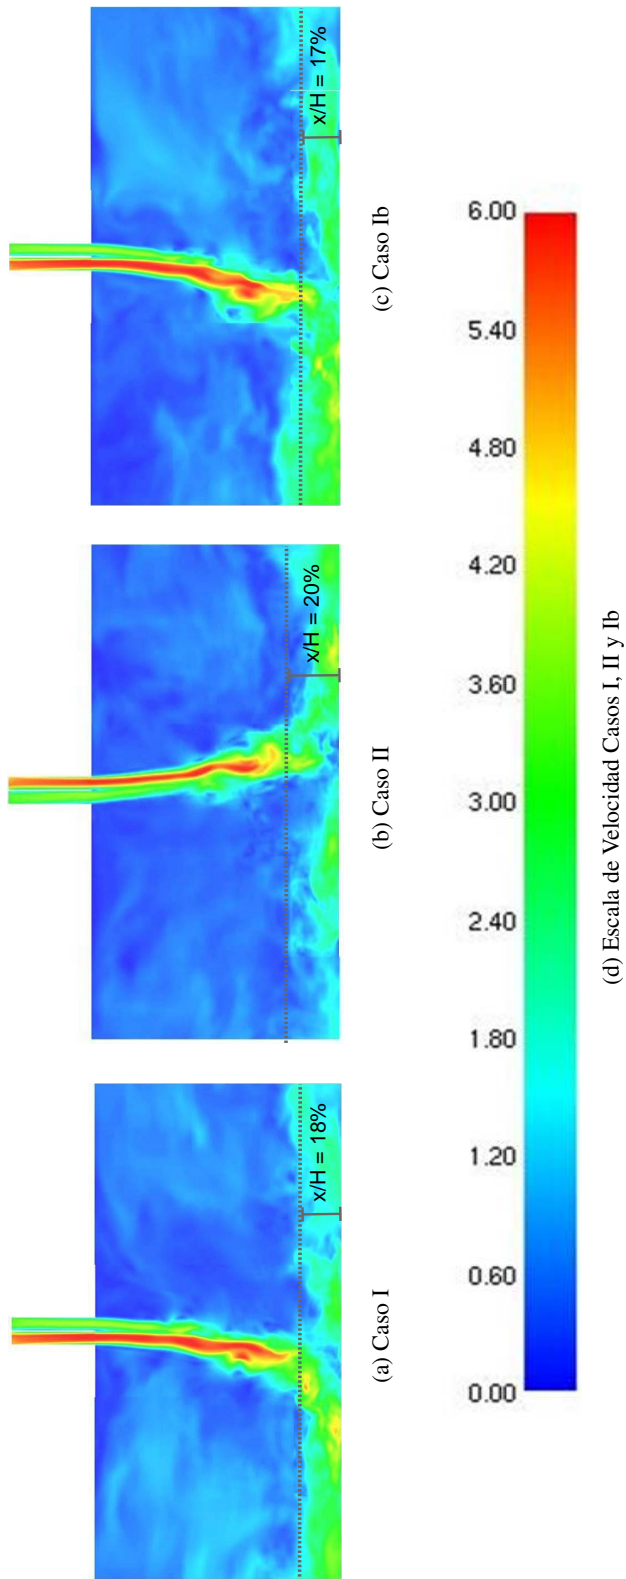 x/H = 18%
(a) Caso I
x/H = 20%
(b) Caso II
x/H = 17%
(c) Caso Ib
0.00
0.60
1.20
1.80
2.40
3.00
3.60
4.20
4.80
5.40
6.00
(d) Escala de Velocidad Casos I, II y Ib